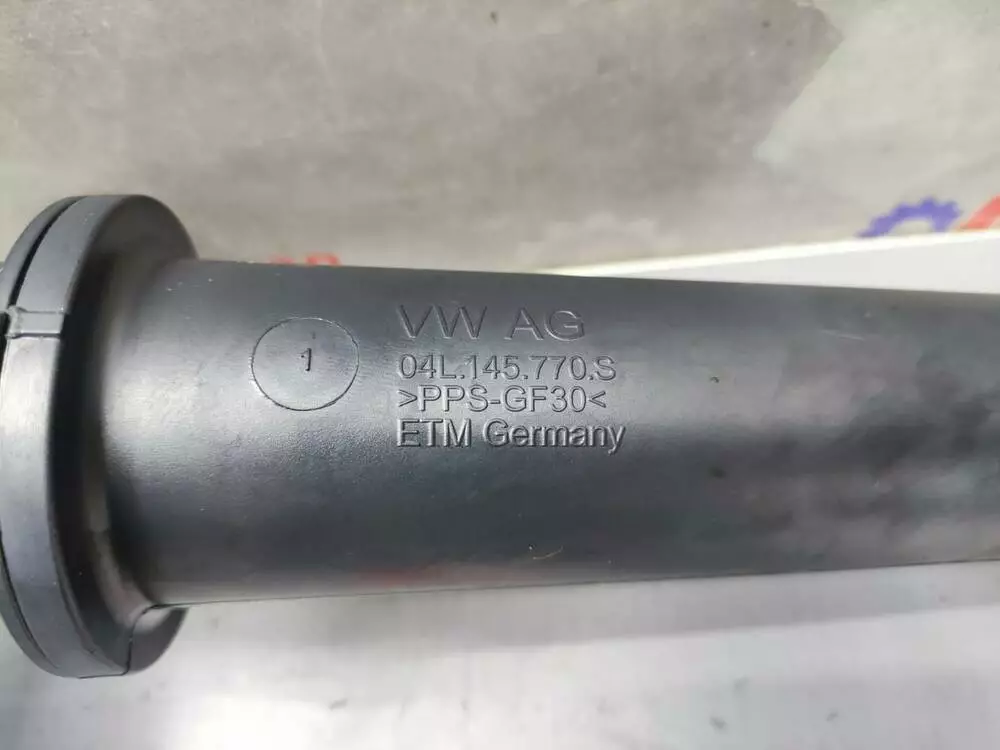 1
VW AG
04L.145.770.S
>PPS-GF30<
ETM Germany